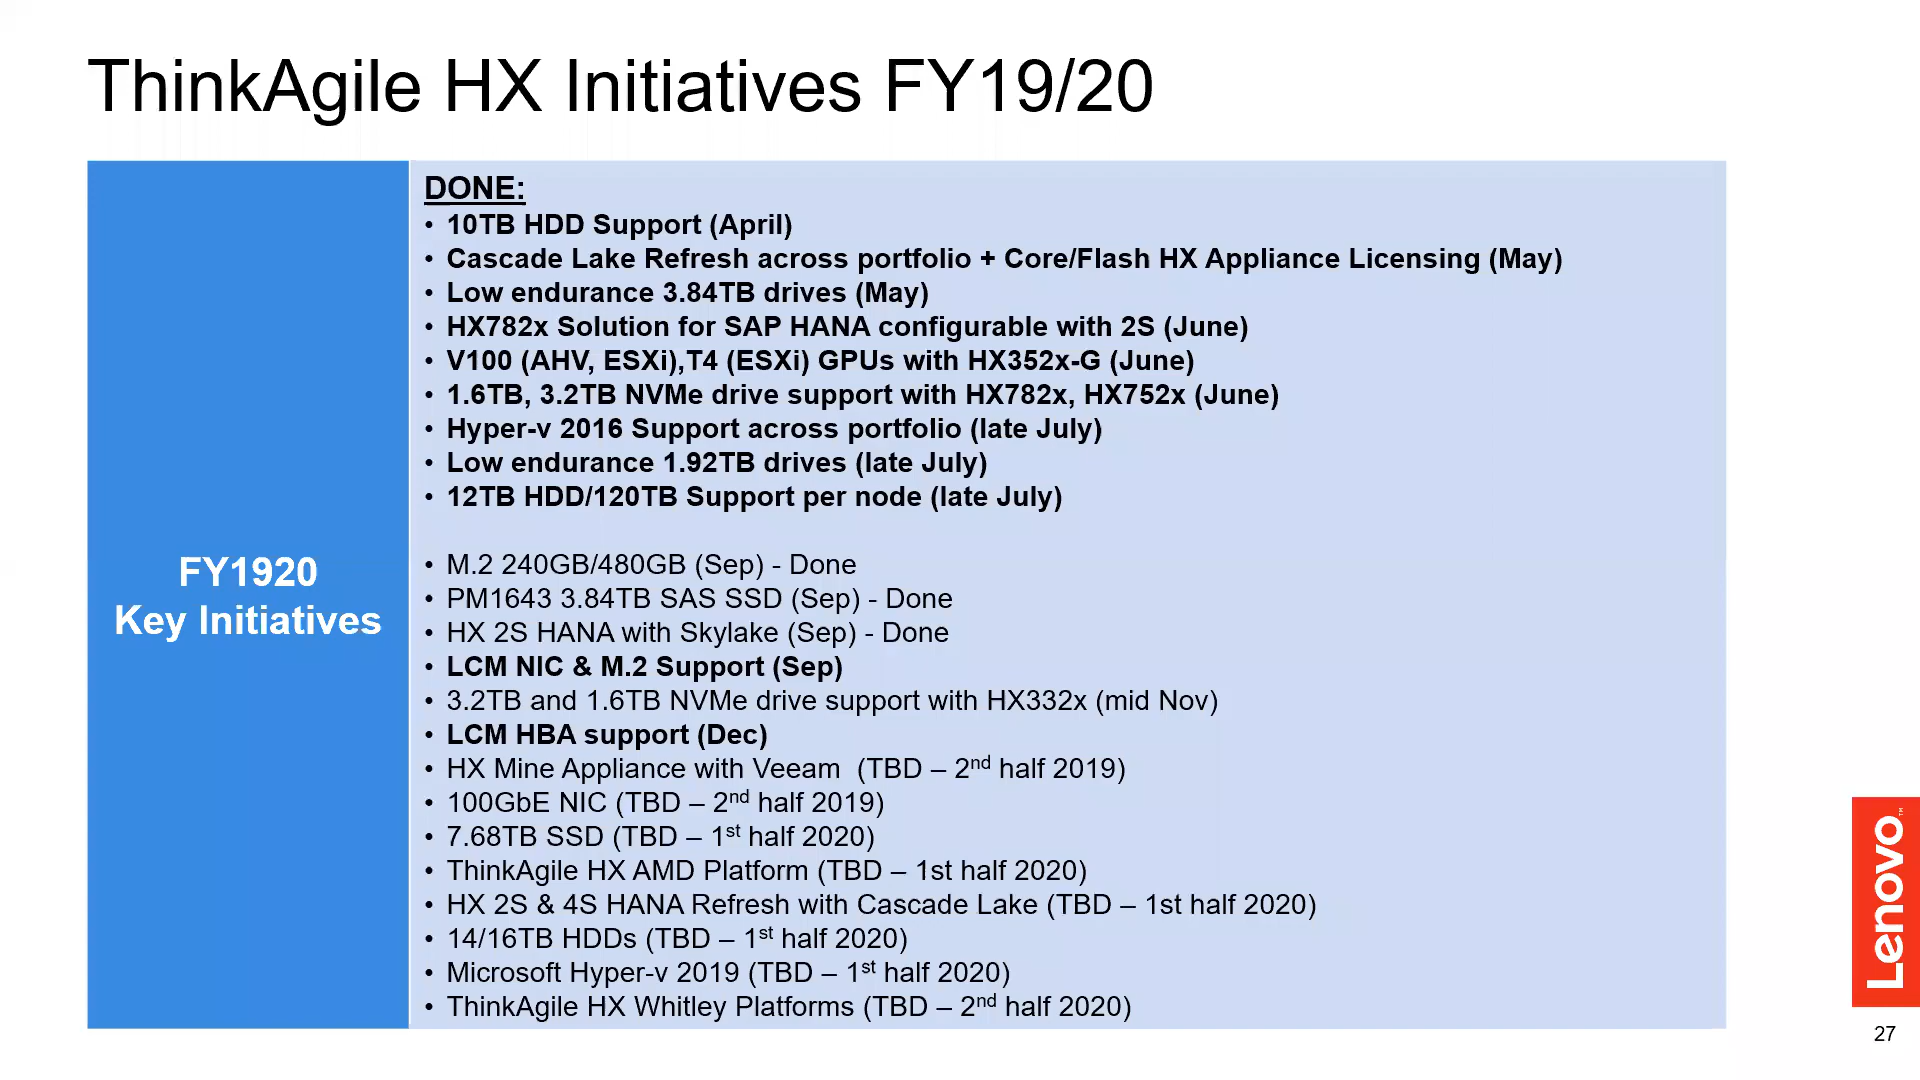 ThinkAgile HX Initiatives FY19/20
FY1920
Key Initiatives
DONE:
• 10TB HDD Support (April)
• Cascade Lake Refresh across portfolio + Core/Flash HX Appliance Licensing (May)
• Low endurance 3.84TB drives (May)
• HX782x Solution for SAP HANA configurable with 2S (June)
• V100 (AHV, ESXi),T4 (ESXi) GPUs with HX352x-G (June)
• 1.6TB, 3.2TB NVMe drive support with HX782x, HX752x (June)
• Hyper-v 2016 Support across portfolio (late July)
• Low endurance 1.92TB drives (late July)
• 12TB HDD/120TB Support per node (late July)
• M.2 240GB/480GB (Sep) - Done
• PM1643 3.84TB SAS SSD (Sep) - Done
• HX 2S HANA with Skylake (Sep) - Done
• LCM NIC & M.2 Support (Sep)
• 3.2TB and 1.6TB NVMe drive support with HX332x (mid Nov)
• LCM HBA support (Dec)
• HX Mine Appliance with Veeam (TBD – 2nd half 2019)
• 100GbE NIC (TBD – 2nd half 2019)
• 7.68TB SSD (TBD – 1st half 2020)
• ThinkAgile HX AMD Platform (TBD – 1st half 2020)
• HX 2S & 4S HANA Refresh with Cascade Lake (TBD – 1st half 2020)
• 14/16TB HDDs (TBD – 1st half 2020)
• Microsoft Hyper-v 2019 (TBD – 1st half 2020)
• ThinkAgile HX Whitley Platforms (TBD – 2nd half 2020)
Lenovo™
27